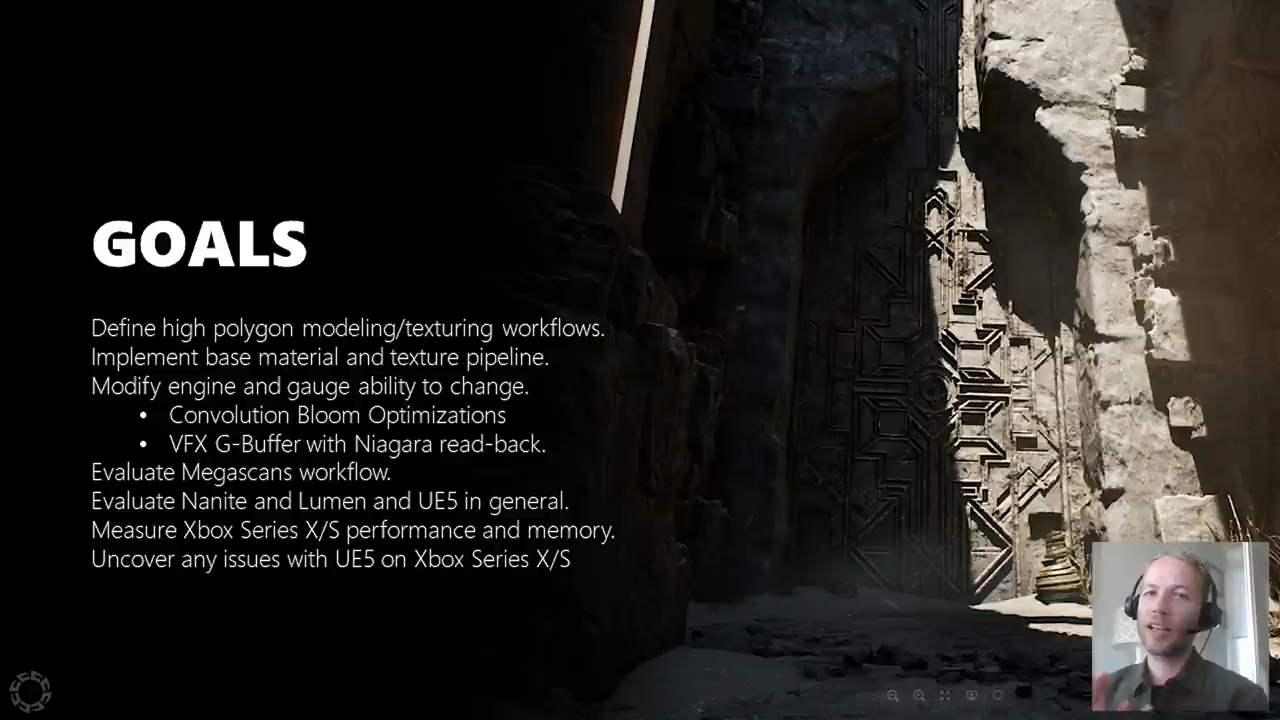 GOALS
Define high polygon modeling/texturing workflows.
Implement base material and texture pipeline.
Modify engine and gauge ability to change.
• Convolution Bloom Optimizations
• VFX G-Buffer with Niagara read-back.
Evaluate Megascans workflow.
Evaluate Nanite and Lumen and UE5 in general.
Measure Xbox Series X/S performance and memory.
Uncover any issues with UE5 on Xbox Series X/S